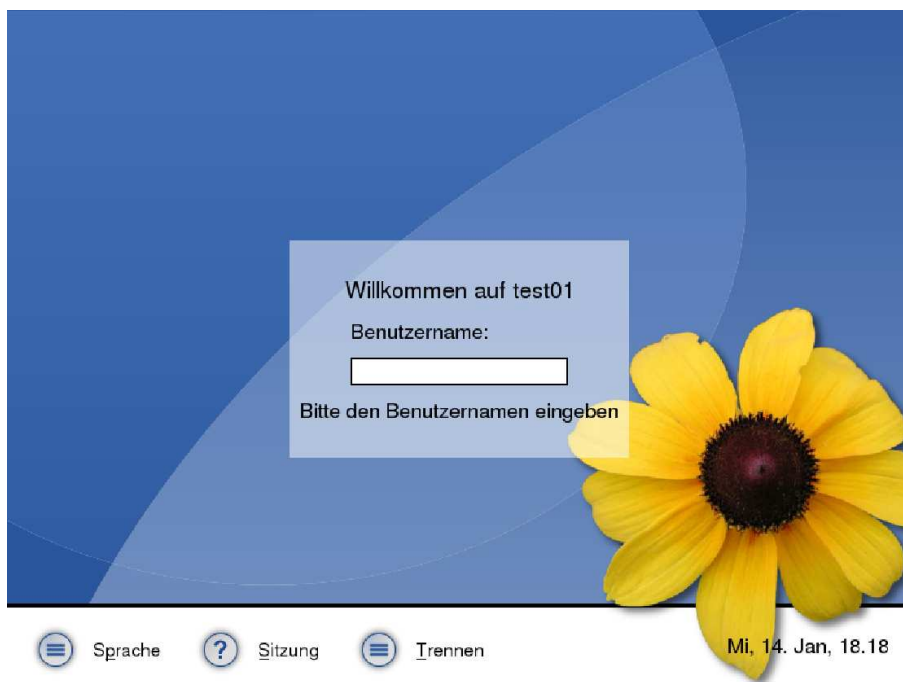 Willkommen auf test01
Benutzername:
Bitte den Benutzernamen eingeben
Sprache ? Sitzung Trennen Mi, 14. Jan, 18.18